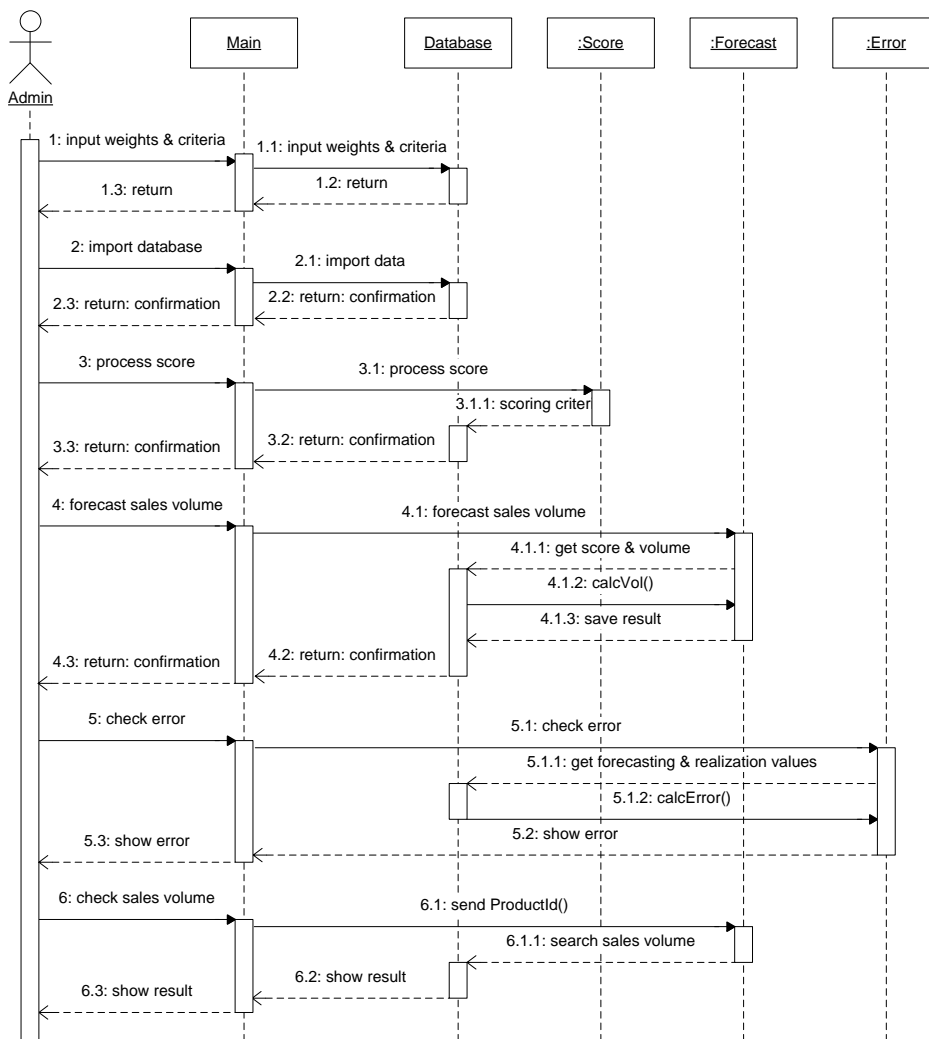 Main
Database
:Score
:Forecast
:Error
Admin
1: input weights & criteria
1.1: input weights & criteria
1.2: return
1.3: return
2: import database
2.1: import data
2.2: return: confirmation
2.3: return: confirmation
3: process score
3.1: process score
3.1.1: scoring criter
3.2: return: confirmation
3.3: return: confirmation
4: forecast sales volume
4.1: forecast sales volume
4.1.1: get score & volume
4.1.2: calcVol()
4.1.3: save result
4.2: return: confirmation
4.3: return: confirmation
5: check error
5.1: check error
5.1.1: get forecasting & realization values
5.1.2: calcError()
5.2: show error
5.3: show error
6: check sales volume
6.1: send ProductId()
6.1.1: search sales volume
6.2: show result
6.3: show result